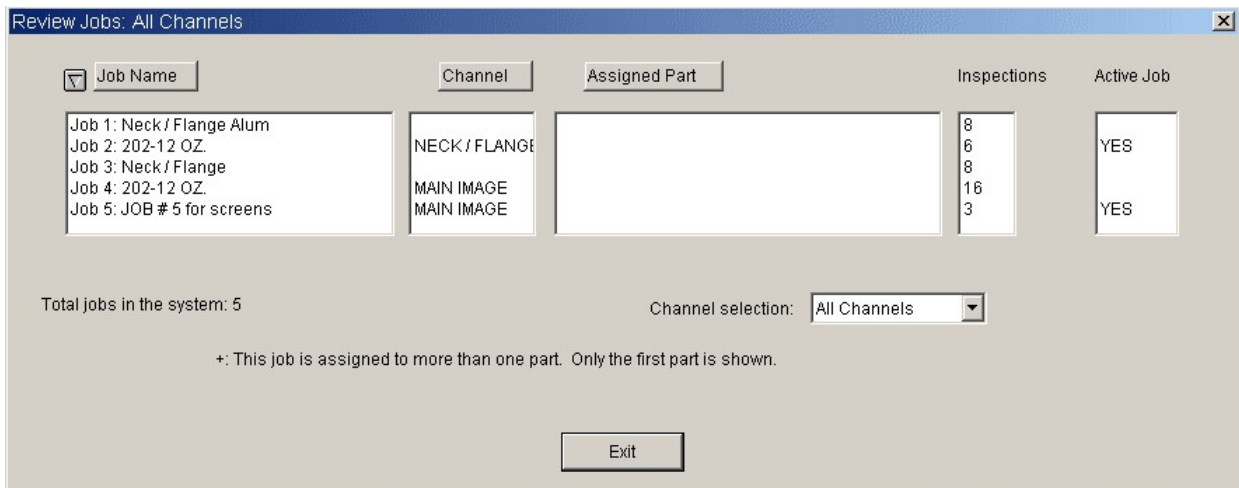 Review Jobs: All Channels
Job Name Channel Assigned Part Inspections Active Job
Job 1: Neck / Flange Alum 8
Job 2: 202-12 OZ. NECK / FLANGE 6 YES
Job 3: Neck / Flange 8
Job 4: 202-12 OZ. MAIN IMAGE 16
Job 5: JOB # 5 for screens MAIN IMAGE 3 YES
Total jobs in the system: 5 Channel selection: All Channels
+: This job is assigned to more than one part. Only the first part is shown.
Exit